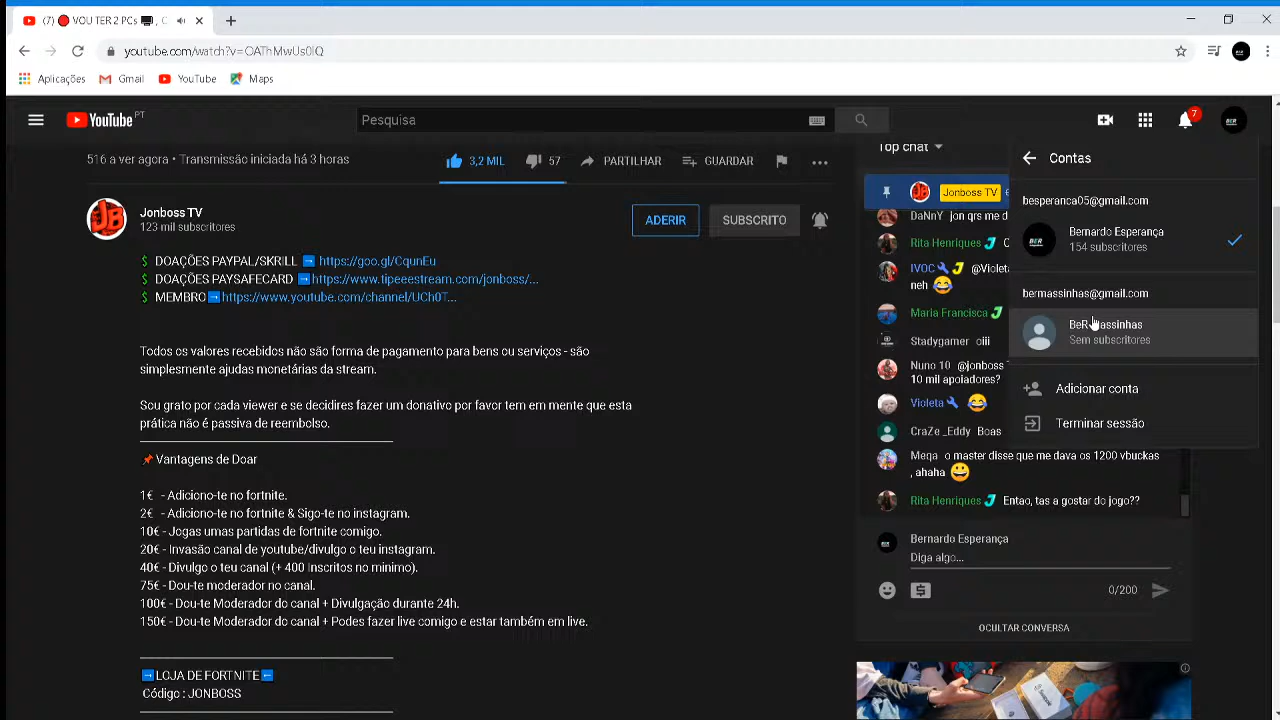 (7) 🔴 VOU TER 2 PCs 🖥️, C
youtube.com/watch?v=OAThMwUs0lQ
Aplicações Gmail YouTube Maps
YouTube PT
Pesquisa
7
516 a ver agora • Transmissão iniciada há 3 horas
3,2 MIL 57 PARTILHAR GUARDAR
Jonboss TV
123 mil subscritores
ADERIR SUBSCRITO
💲 DOAÇÕES PAYPAL/SKRILL ➡️ https://goo.gl/CqunEu
💲 DOAÇÕES PAYSAFECARD ➡️ https://www.tipeeestream.com/jonboss/...
💲 MEMBRO ➡️ https://www.youtube.com/channel/UCh0T...
Todos os valores recebidos não são forma de pagamento para bens ou serviços - são
simplesmente ajudas monetárias da stream.
Sou grato por cada viewer e se decidires fazer um donativo por favor tem em mente que esta
prática não é passiva de reembolso.
📌 Vantagens de Doar
1€ - Adiciono-te no fortnite.
2€ - Adiciono-te no fortnite & Sigo-te no instagram.
10€ - Jogas umas partidas de fortnite comigo.
20€ - Invasão canal de youtube/divulgo o teu instagram.
40€ - Divulgo o teu canal (+ 400 Inscritos no minimo).
75€ - Dou-te moderador no canal.
100€ - Dou-te Moderador do canal + Divulgação durante 24h.
150€ - Dou-te Moderador do canal + Podes fazer live comigo e estar também em live.
➡️ LOJA DE FORTNITE ⬅️
Código : JONBOSS
Top chat
Jonboss TV
DaNnY jon qrs me d
Rita Henriques
IVOC @Violeta
neh 😂
Maria Francisca
Stadygamer oiii
Nuno 10 @jonboss
10 mil apoiadores?
Violeta 😂
CraZe _Eddy Boas
Meqa o master disse que me dava os 1200 vbuckas
, ahaha 😀
Rita Henriques Entao, tas a gostar do jogo??
Bernardo Esperança
Diga algo...
0/200
OCULTAR CONVERSA
Contas
besperanca05@gmail.com
Bernardo Esperança
154 subscritores
bermassinhas@gmail.com
Sem subscritores
Adicionar conta
Terminar sessão